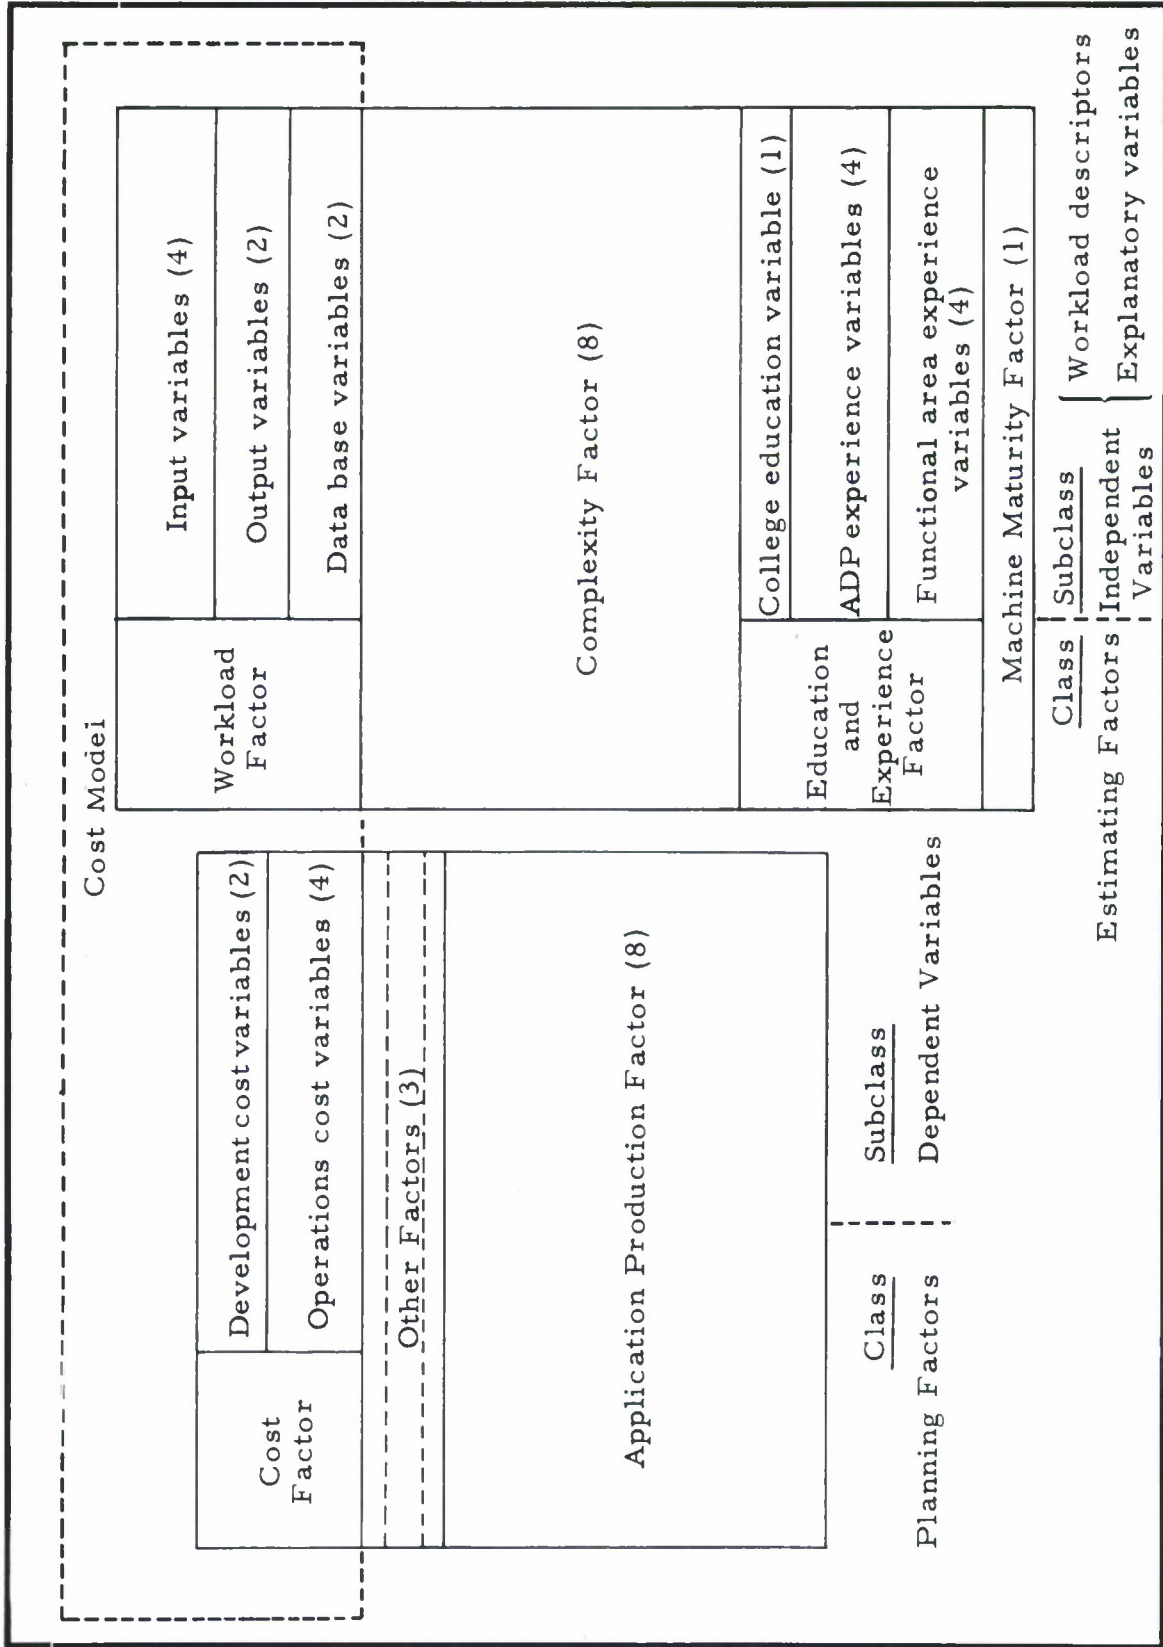 Cost Model
Cost
Factor
Development cost variables (2)
Operations cost variables (4)
Other Factors (3)
Application Production Factor (8)
Class
Planning Factors
Subclass
Dependent Variables
Workload
Factor
Input variables (4)
Output variables (2)
Data base variables (2)
Complexity Factor (8)
Education
and
Experience
Factor
College education variable (1)
ADP experience variables (4)
Functional area experience
variables (4)
Machine Maturity Factor (1)
Class
Estimating Factors
Subclass
Independent
Variables
Workload descriptors
Explanatory variables